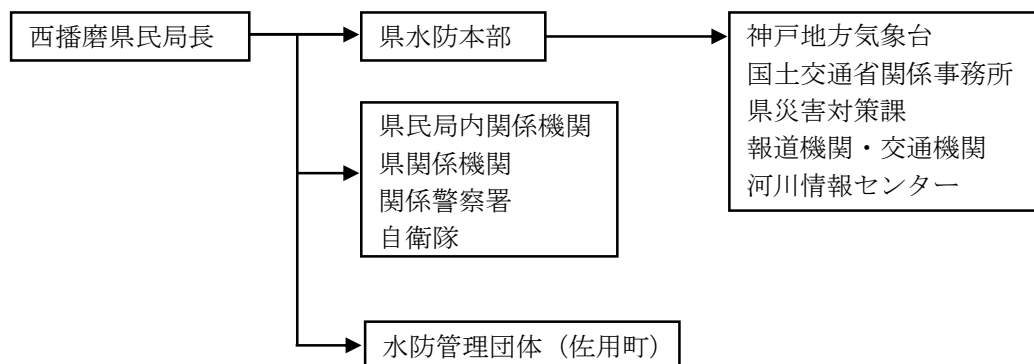 西播磨県民局長
県水防本部
神戸地方気象台
国土交通省関係事務所
県災害対策課
報道機関・交通機関
河川情報センター
県民局内関係機関
県関係機関
関係警察署
自衛隊
水防管理団体（佐用町）